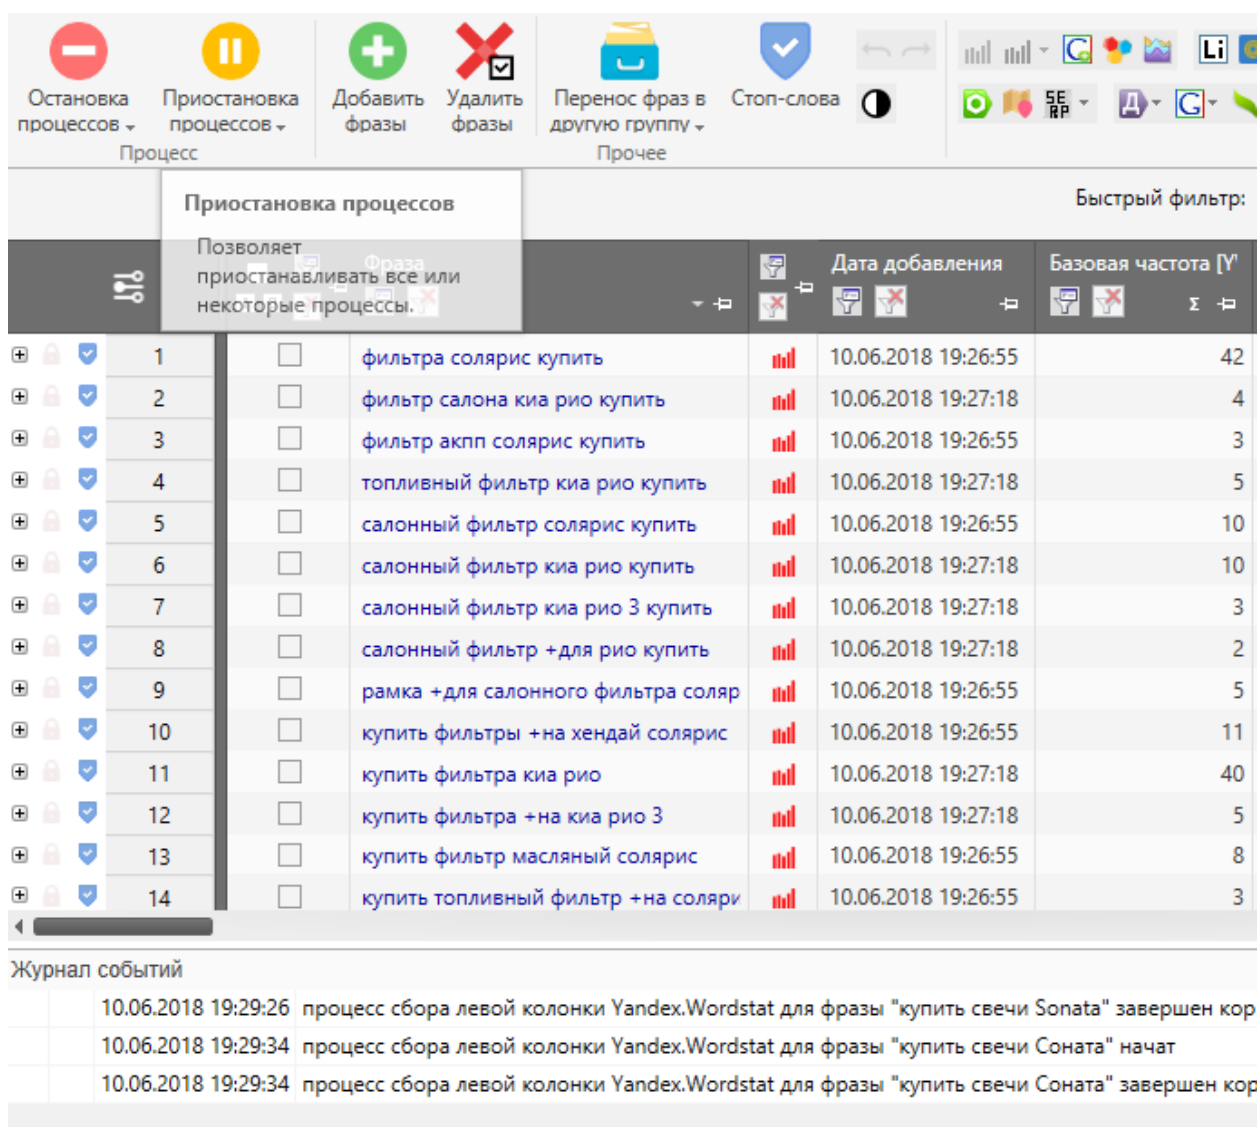 Остановка процессов
Приостановка процессов
Добавить фразы
Удалить фразы
Перенос фраз в другую группу
Стоп-слова
Li
SE
RP
Д
G
Процесс
Прочее
Приостановка процессов
Позволяет
приостанавливать все или
некоторые процессы.
Быстрый фильтр:
Фраза
Дата добавления
Базовая частота [Y
Σ
1 фильтра солярис купить 10.06.2018 19:26:55 42
2 фильтр салона киа рио купить 10.06.2018 19:27:18 4
3 фильтр акпп солярис купить 10.06.2018 19:26:55 3
4 топливный фильтр киа рио купить 10.06.2018 19:27:18 5
5 салонный фильтр солярис купить 10.06.2018 19:26:55 10
6 салонный фильтр киа рио купить 10.06.2018 19:27:18 10
7 салонный фильтр киа рио 3 купить 10.06.2018 19:27:18 3
8 салонный фильтр +для рио купить 10.06.2018 19:27:18 2
9 рамка +для салонного фильтра соляр 10.06.2018 19:26:55 5
10 купить фильтры +на хендай солярис 10.06.2018 19:26:55 11
11 купить фильтра киа рио 10.06.2018 19:27:18 40
12 купить фильтра +на киа рио 3 10.06.2018 19:27:18 5
13 купить фильтр масляный солярис 10.06.2018 19:26:55 8
14 купить топливный фильтр +на соляри 10.06.2018 19:26:55 3
Журнал событий
10.06.2018 19:29:26 процесс сбора левой колонки Yandex.Wordstat для фразы "купить свечи Sonata" завершен кор
10.06.2018 19:29:34 процесс сбора левой колонки Yandex.Wordstat для фразы "купить свечи Соната" начат
10.06.2018 19:29:34 процесс сбора левой колонки Yandex.Wordstat для фразы "купить свечи Соната" завершен кор